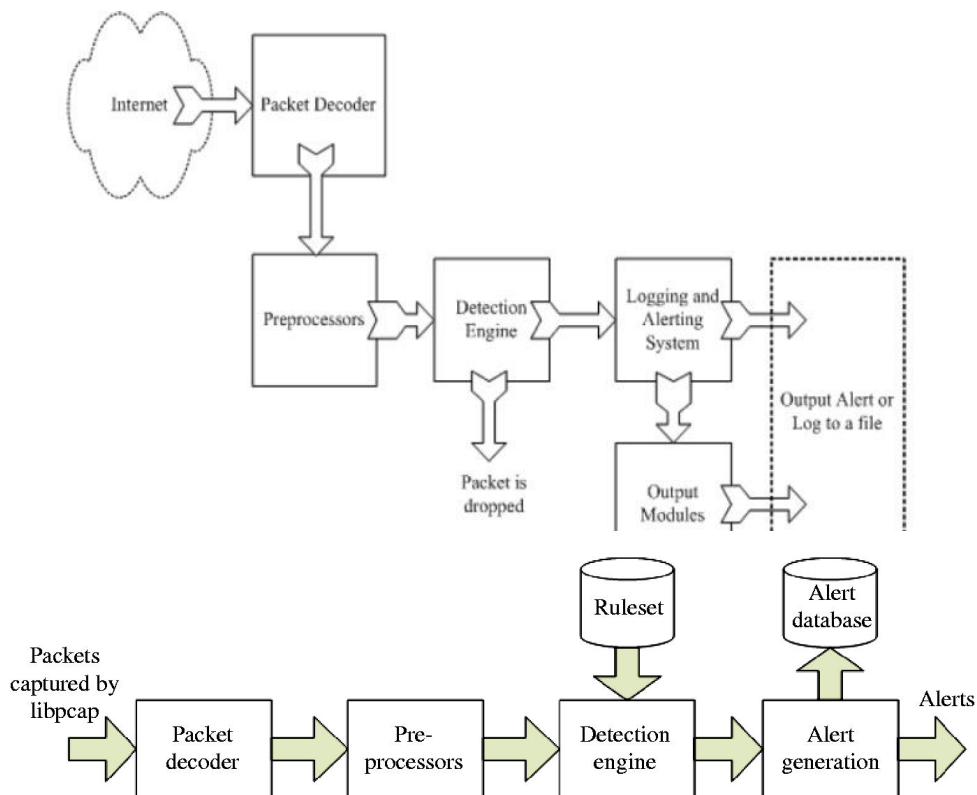 Internet
Packet Decoder
Preprocessors
Detection
Engine
Logging and
Alerting
System
Packet is
dropped
Output
Modules
Output Alert or
Log to a file
Ruleset
Alert
database
Packets
captured by
libpcap
Packet
decoder
Pre-
processors
Detection
engine
Alert
generation
Alerts